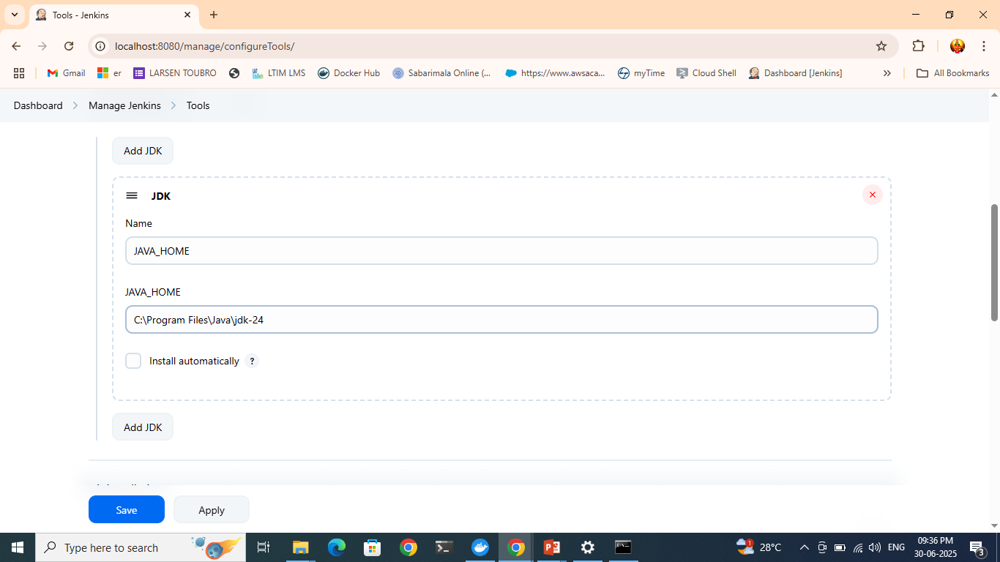 Tools - Jenkins
localhost:8080/manage/configureTools/
Gmail er LARSEN TOUBRO LTIM LMS Docker Hub Sabarimala Online (... https://www.awsaca... myTime Cloud Shell Dashboard [Jenkins] All Bookmarks
Dashboard Manage Jenkins Tools
Add JDK
JDK
Name
JAVA_HOME
JAVA_HOME
C:\Program Files\Java\jdk-24
Install automatically ?
Add JDK
Save Apply
Type here to search 1 28°C ENG 09:36 PM 3
30-06-2025